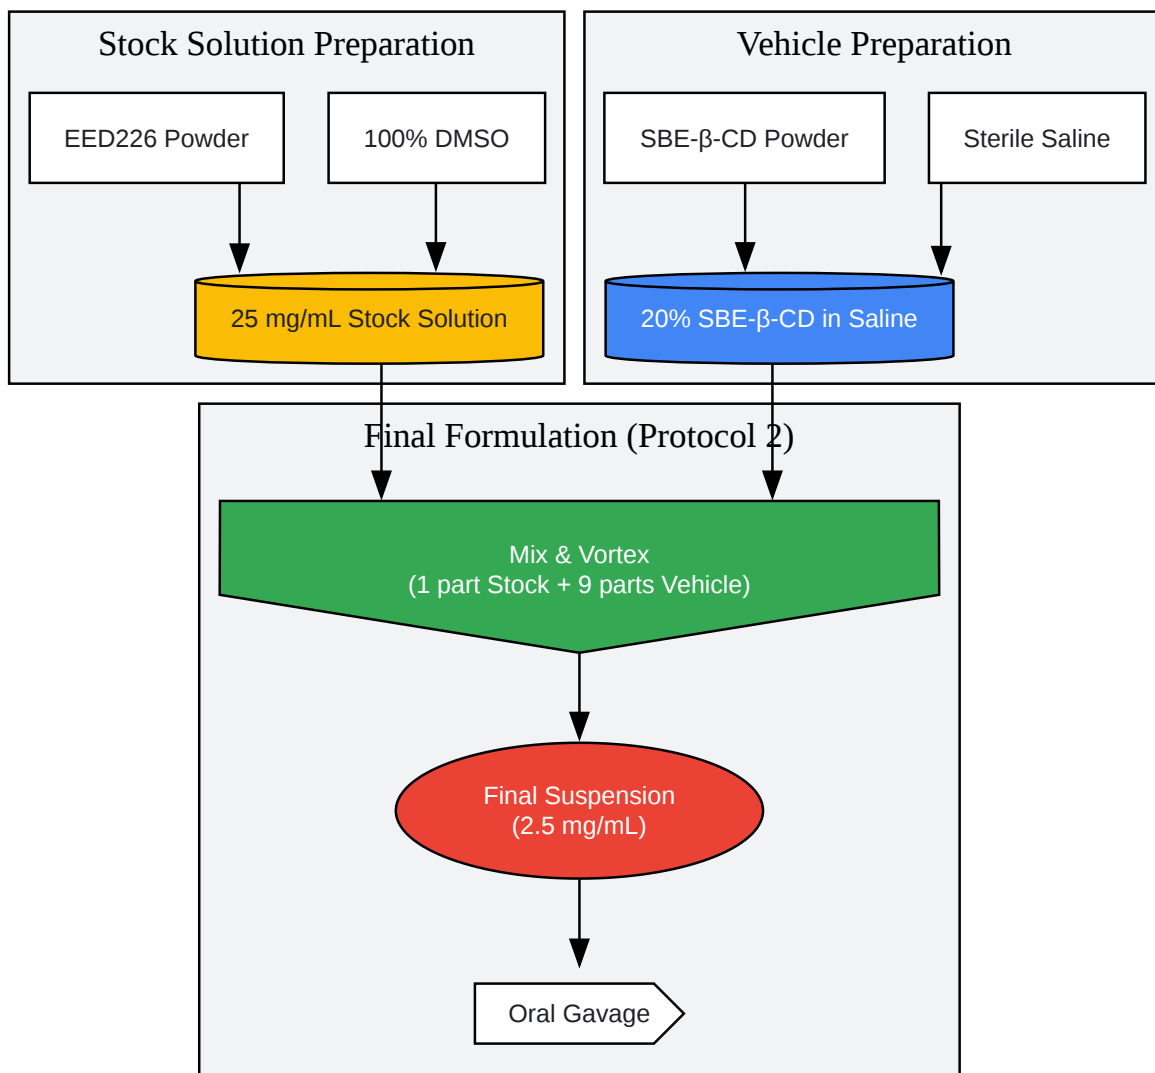 Stock Solution Preparation
EED226 Powder
100% DMSO
25 mg/mL Stock Solution
Vehicle Preparation
SBE-β-CD Powder
Sterile Saline
20% SBE-β-CD in Saline
Final Formulation (Protocol 2)
Mix & Vortex
(1 part Stock + 9 parts Vehicle)
Final Suspension
(2.5 mg/mL)
Oral Gavage